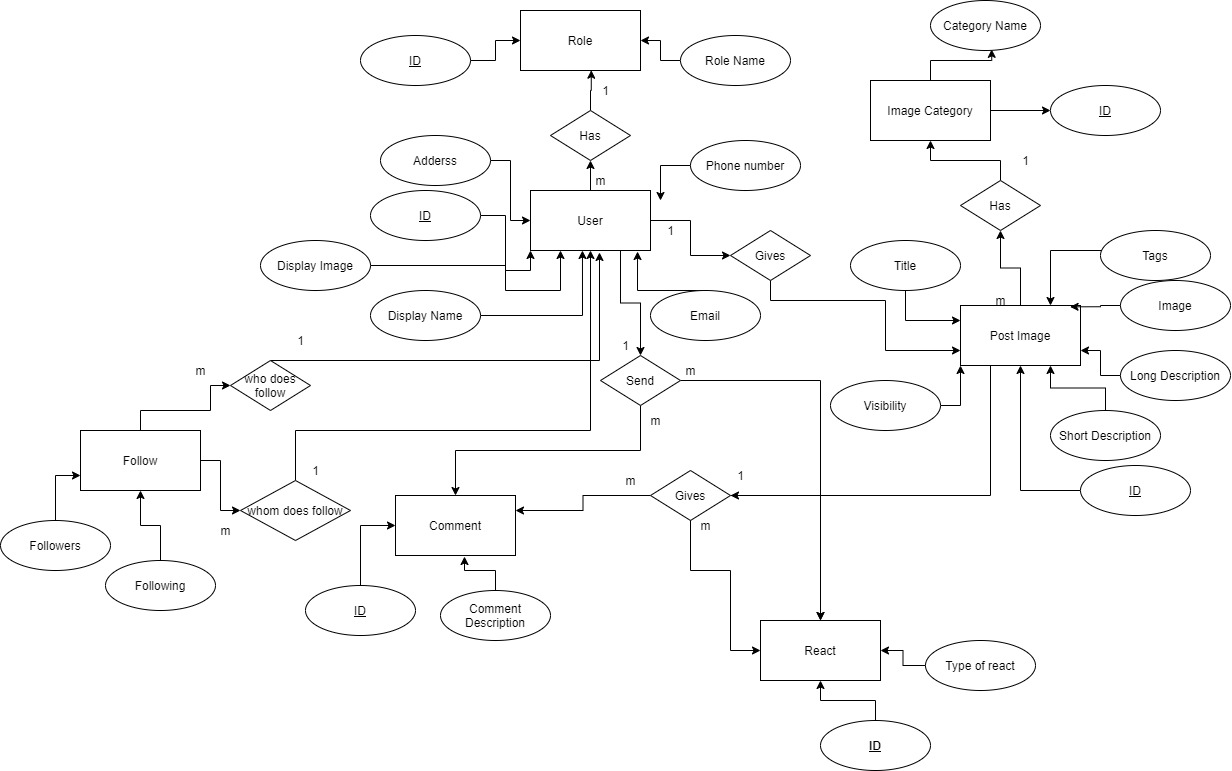 Category Name
Role
ID
Role Name
1
Image Category
ID
Has
Adderss
Phone number
1
m
ID
Has
User
1
Gives
Tags
Display Image
Title
m
Image
Display Name
Email
Post Image
1
1
m
m
who does
follow
Send
Long Description
Visibility
m
Short Description
Follow
1
m
1
Gives
ID
whom does follow
m
Comment
m
Followers
Following
ID
Comment
Description
React
Type of react
ID